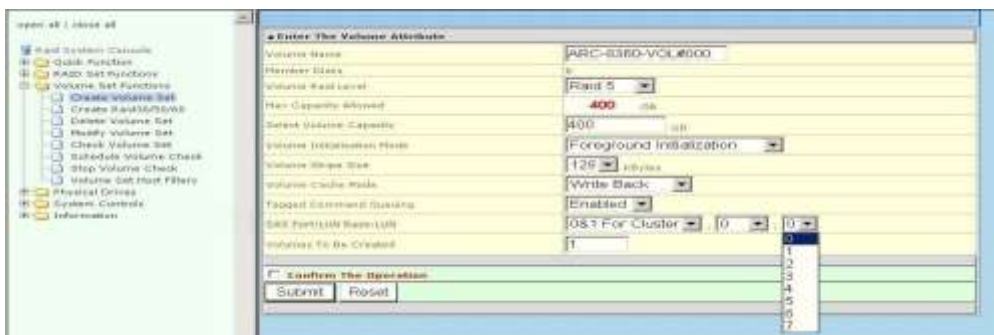 open all | close all
Raid System Console
Quick Function
RAID Set Functions
Volume Set Functions
Create Volume Set
Create Raid30/50/60
Delete Volume Set
Modify Volume Set
Check Volume Set
Schedule Volume Check
Stop Volume Check
Volume Set Host Filters
Physical Drives
System Controls
Information
Enter The Volume Attribute
Volume Name ARC-8360-VOL#000
Member Disks
Volume Raid Level Raid 5
Max Capacity Allowed 400 GB
Select Volume Capacity 400 GB
Volume Initialization Mode Foreground Initialization
Volume Stripe Size 128 KBytes
Volume Cache Mode Write Back
Tagged Command Queuing Enabled
SAS Port/LUN Base/LUN 0&1 For Cluster . 0 . 0
Volumes To Be Created 1
0
1
2
3
4
5
6
7
Confirm The Operation
Submit Reset